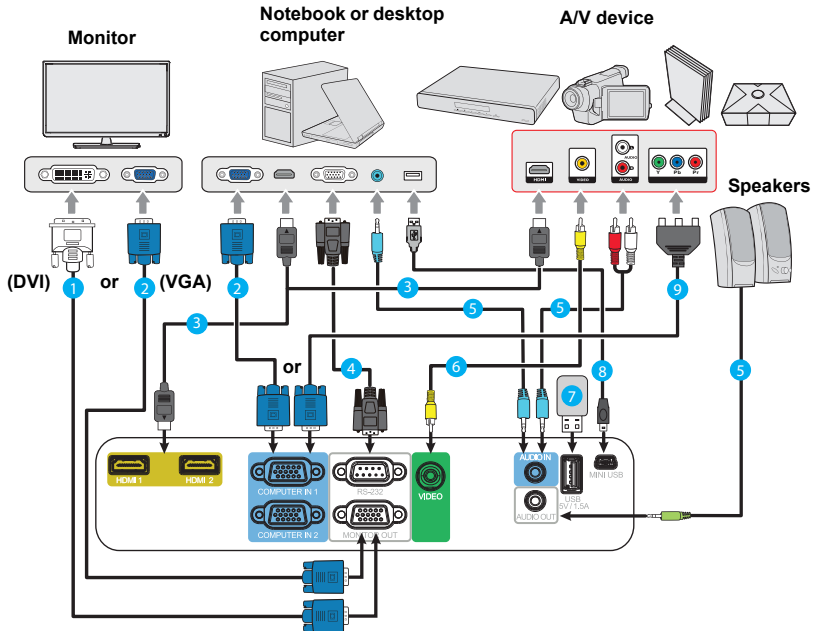 Notebook or desktop
computer
A/V device
Monitor
HDMI
VIDEO
AUDIO
AUDIO
Y Pb Pr
Speakers
(DVI) 1 or 2 (VGA)
2
3
9
3
5
5
or
4
6
7
8
5
AUDIO IN
HDMI 1
HDMI 2
COMPUTER IN 1
RS-232
VIDEO
MINI USB
USB
5V/1.5A
AUDIO OUT
COMPUTER IN 2
MONITOR OUT